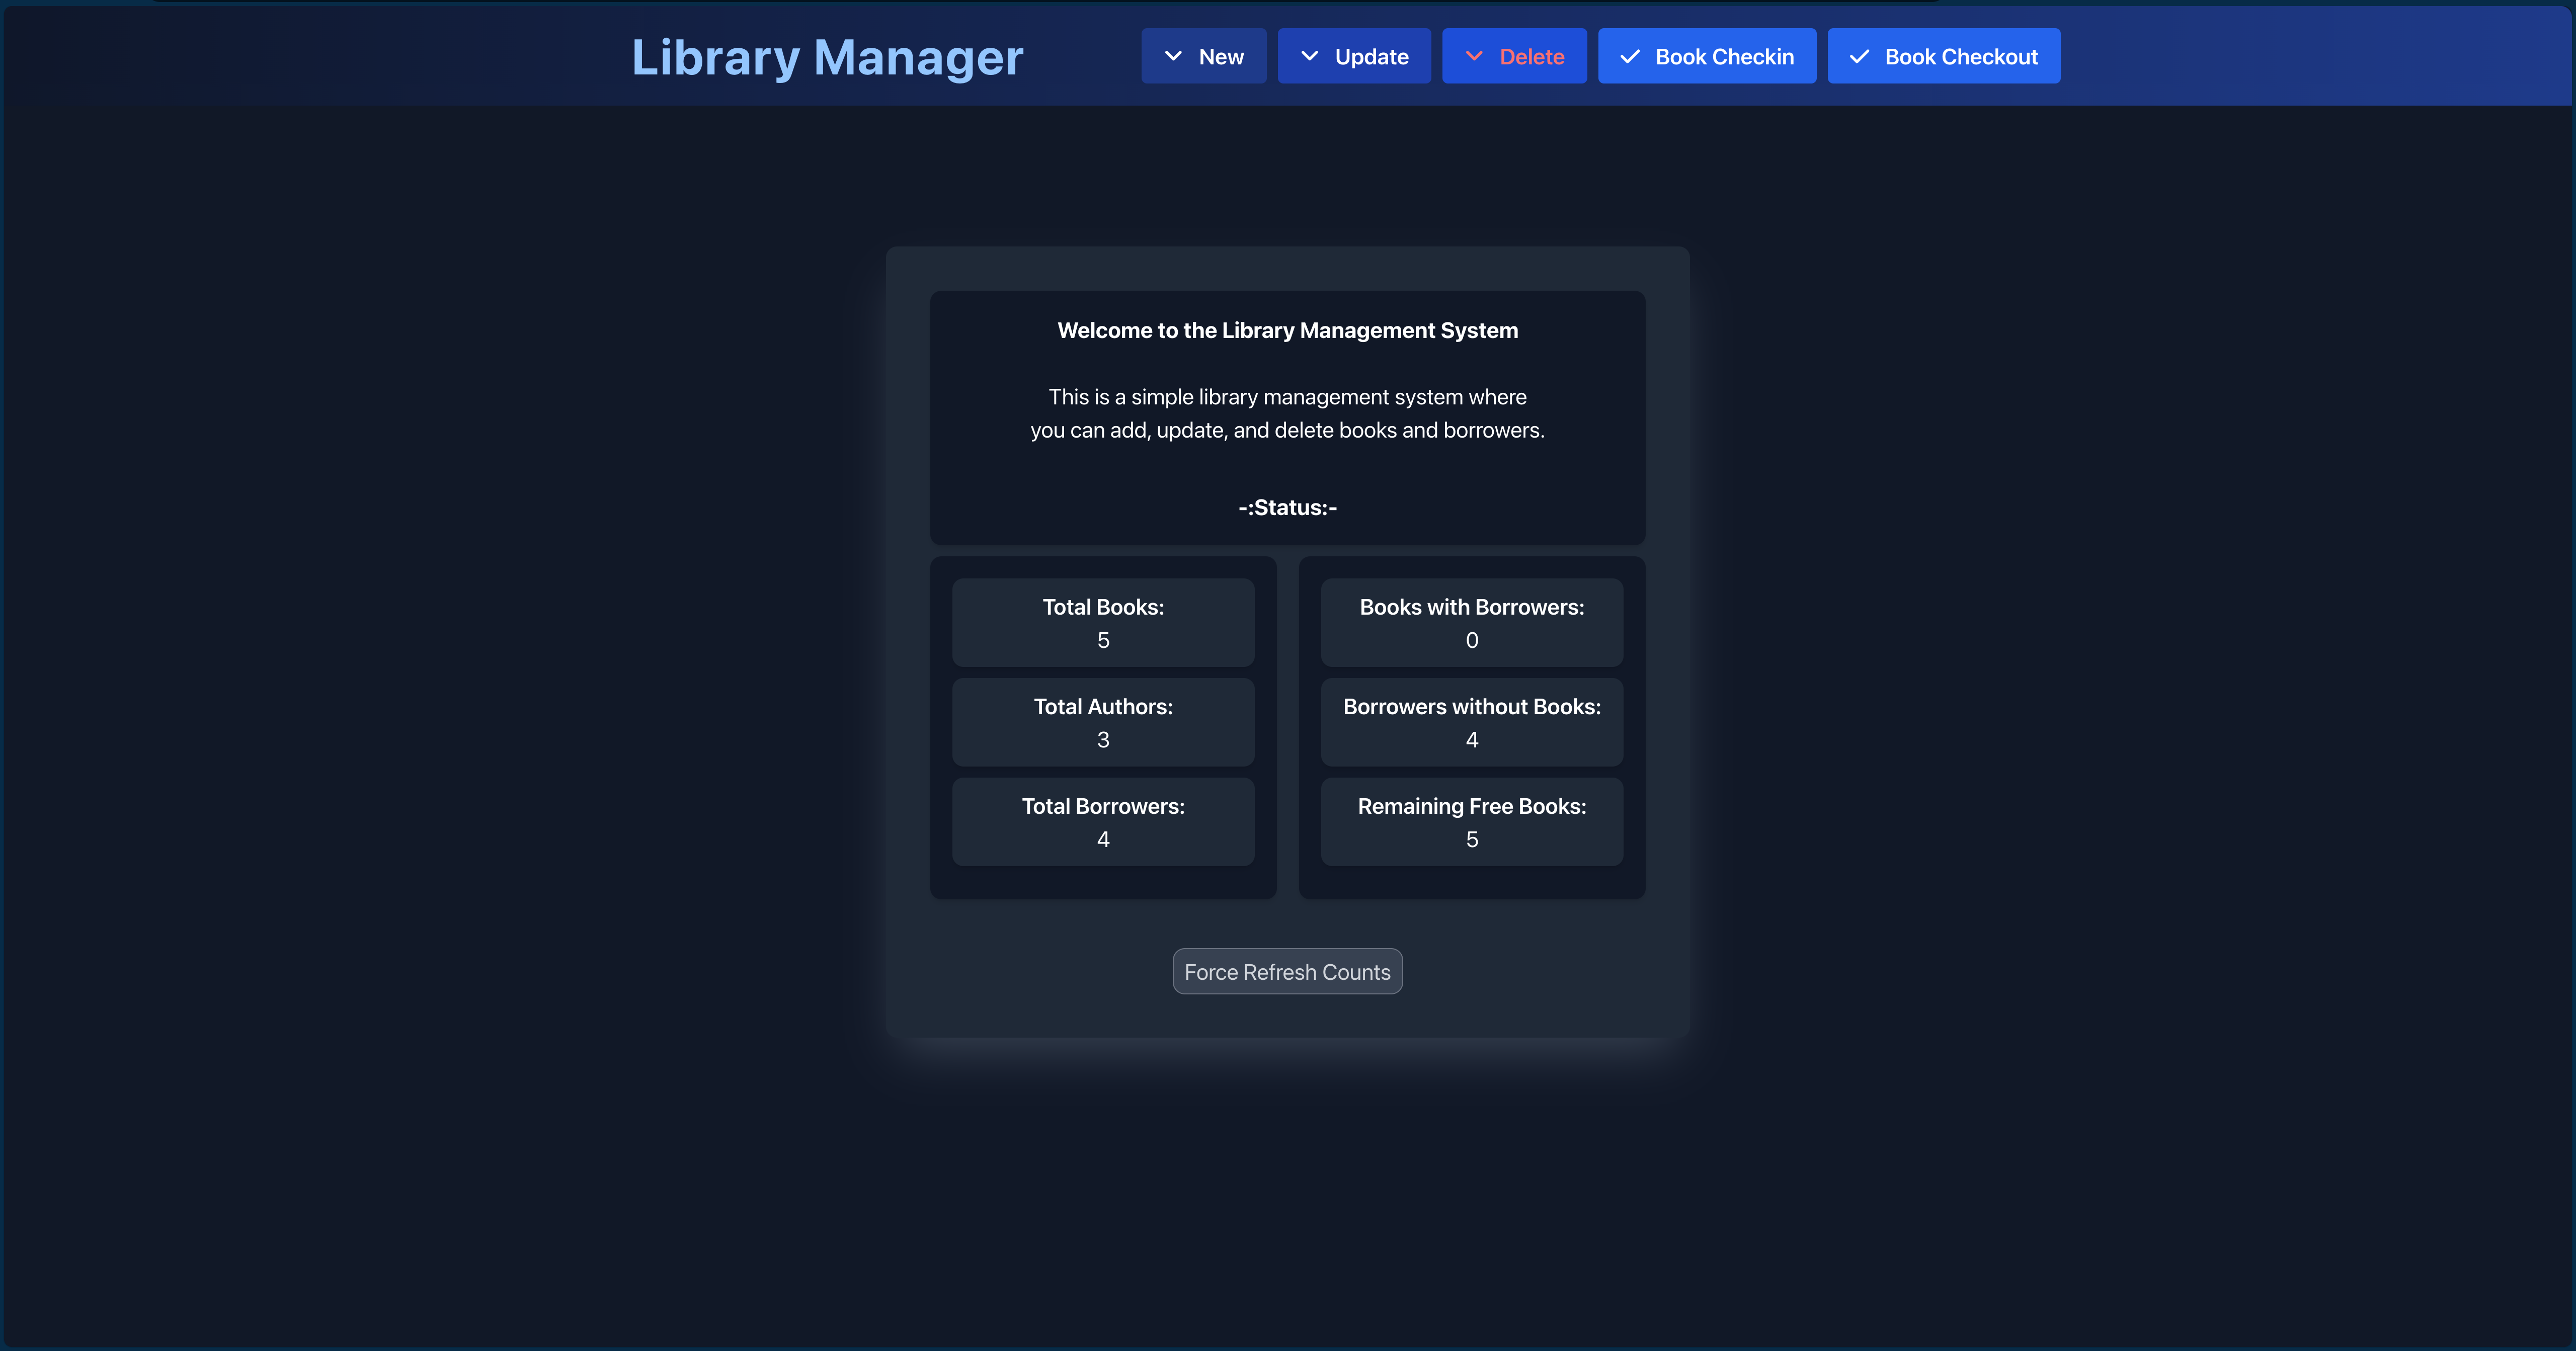 Library Manager
New
Update
Delete
Book Checkin
Book Checkout
Welcome to the Library Management System
This is a simple library management system where
you can add, update, and delete books and borrowers.
-:Status:-
Total Books:
5
Total Authors:
3
Total Borrowers:
4
Books with Borrowers:
0
Borrowers without Books:
4
Remaining Free Books:
5
Force Refresh Counts